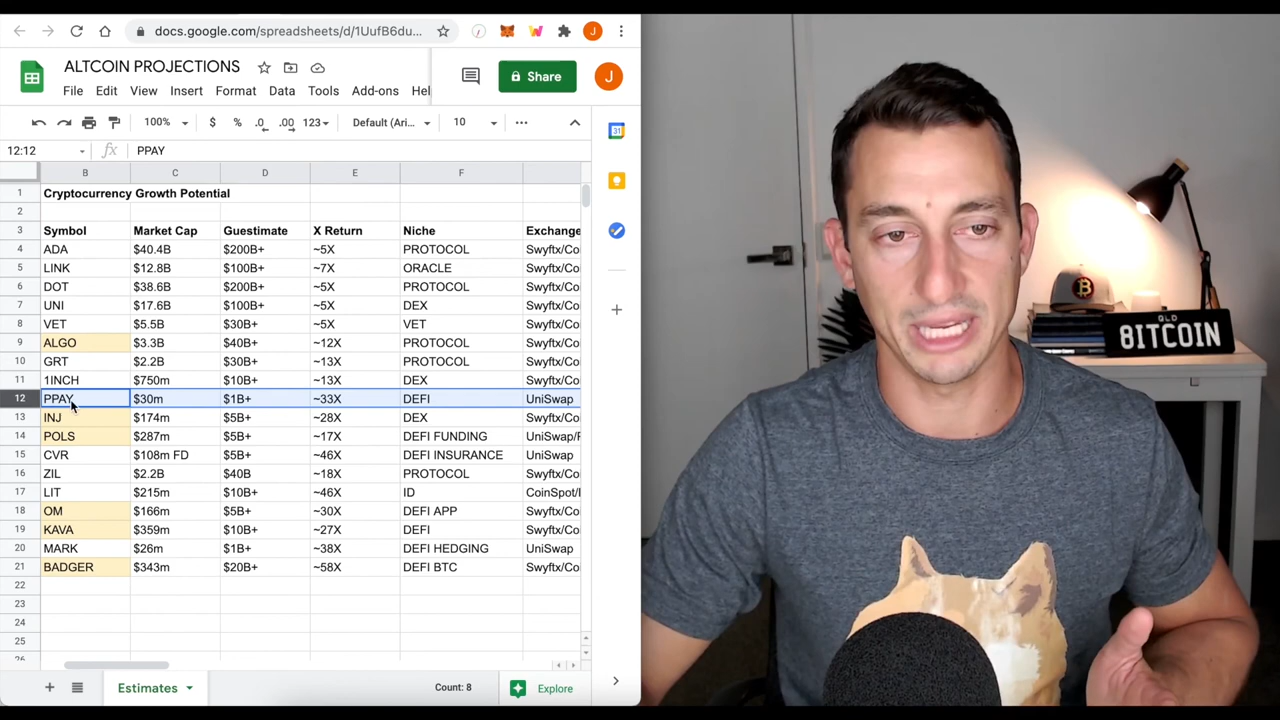 docs.google.com/spreadsheets/d/1UufB6du...
J
ALTCOIN PROJECTIONS
File Edit View Insert Format Data Tools Add-ons Hel
Share
J
100% $ % .0 .00 123 Default (Ari... 10 ...
12:12 fx PPAY
B C D E F
1 Cryptocurrency Growth Potential
2
3 Symbol Market Cap Guestimate X Return Niche Exchange
4 ADA $40.4B $200B+ ~5X PROTOCOL Swyftx/Co
5 LINK $12.8B $100B+ ~7X ORACLE Swyftx/Co
6 DOT $38.6B $200B+ ~5X PROTOCOL Swyftx/Co
7 UNI $17.6B $100B+ ~5X DEX Swyftx/Co
8 VET $5.5B $30B+ ~5X VET Swyftx/Co
9 ALGO $3.3B $40B+ ~12X PROTOCOL Swyftx/Co
10 GRT $2.2B $30B+ ~13X PROTOCOL Swyftx/Co
11 1INCH $750m $10B+ ~13X DEX Swyftx/Co
12 PPAY $30m $1B+ ~33X DEFI UniSwap
13 INJ $174m $5B+ ~28X DEX Swyftx/Co
14 POLS $287m $5B+ ~17X DEFI FUNDING UniSwap/
15 CVR $108m FD $5B+ ~46X DEFI INSURANCE UniSwap
16 ZIL $2.2B $40B ~18X PROTOCOL Swyftx/Co
17 LIT $215m $10B+ ~46X ID CoinSpot/
18 OM $166m $5B+ ~30X DEFI APP Swyftx/Co
19 KAVA $359m $10B+ ~27X DEFI Swyftx/Co
20 MARK $26m $1B+ ~38X DEFI HEDGING UniSwap
21 BADGER $343m $20B+ ~58X DEFI BTC Swyftx/Co
22
23
24
25
Estimates
Count: 8
Explore
31
QLD
8ITCOIN